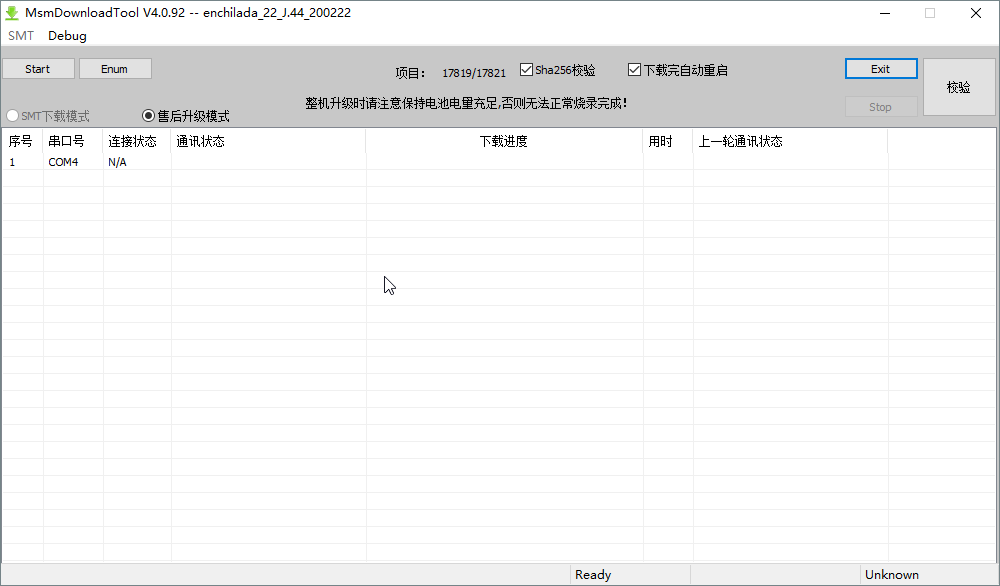 MsmDownloadTool V4.0.92 -- enchilada_22_J.44_200222
SMT Debug
Start Enum 项目： 17819/17821 Sha256校验 下载完自动重启 Exit 校验
整机升级时请注意保持电池电量充足,否则无法正常烧录完成！ Stop
SMT下载模式 售后升级模式
序号 串口号 连接状态 通讯状态 下载进度 用时 上一轮通讯状态
1 COM4 N/A
Ready Unknown